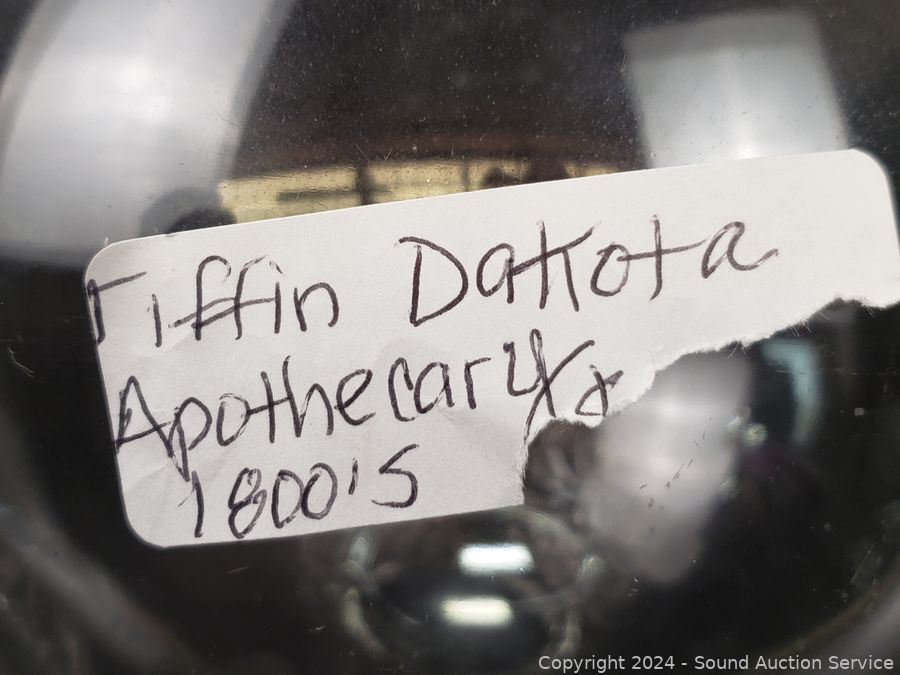 Tiffin Dakota
Apothecary
1800's
Copyright 2024 - Sound Auction Service